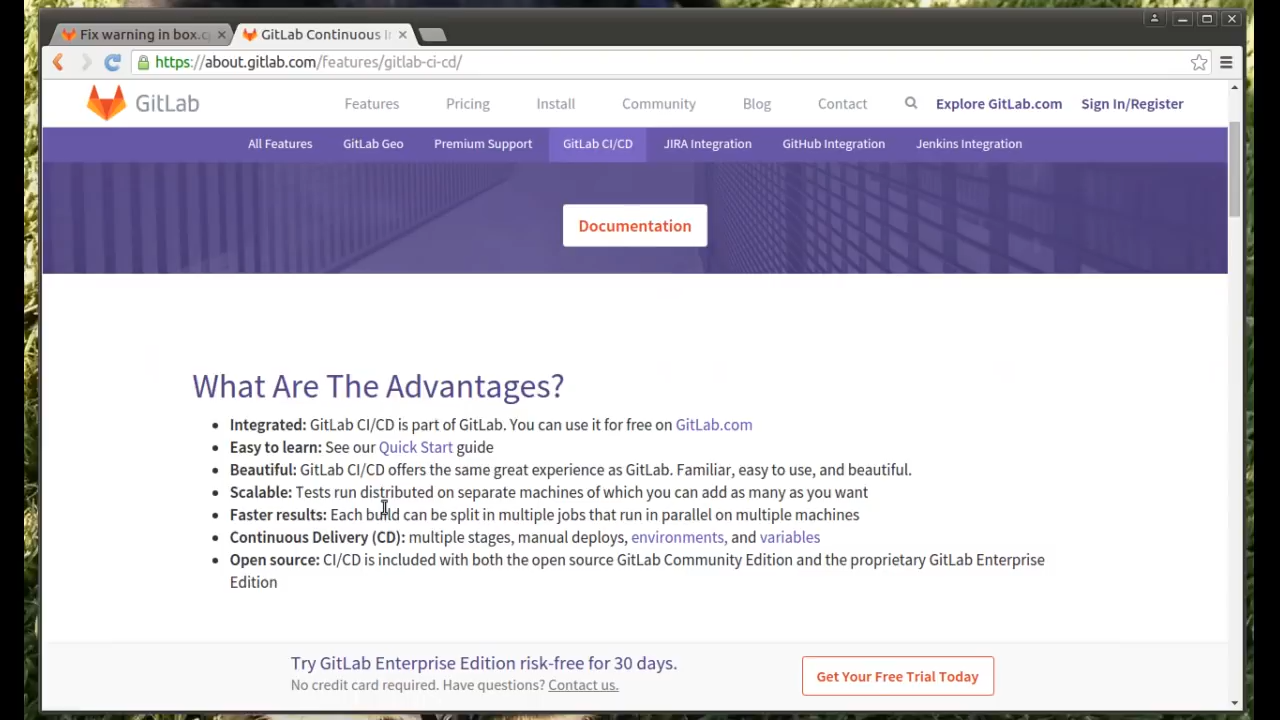 Fix warning in box.c
GitLab Continuous I
https://about.gitlab.com/features/gitlab-ci-cd/
GitLab
Features Pricing Install Community Blog Contact Explore GitLab.com Sign In/Register
All Features GitLab Geo Premium Support GitLab CI/CD JIRA Integration GitHub Integration Jenkins Integration
Documentation
What Are The Advantages?
• Integrated: GitLab CI/CD is part of GitLab. You can use it for free on GitLab.com
• Easy to learn: See our Quick Start guide
• Beautiful: GitLab CI/CD offers the same great experience as GitLab. Familiar, easy to use, and beautiful.
• Scalable: Tests run distributed on separate machines of which you can add as many as you want
• Faster results: Each build can be split in multiple jobs that run in parallel on multiple machines
• Continuous Delivery (CD): multiple stages, manual deploys, environments, and variables
• Open source: CI/CD is included with both the open source GitLab Community Edition and the proprietary GitLab Enterprise
Edition
Try GitLab Enterprise Edition risk-free for 30 days.
No credit card required. Have questions? Contact us.
Get Your Free Trial Today